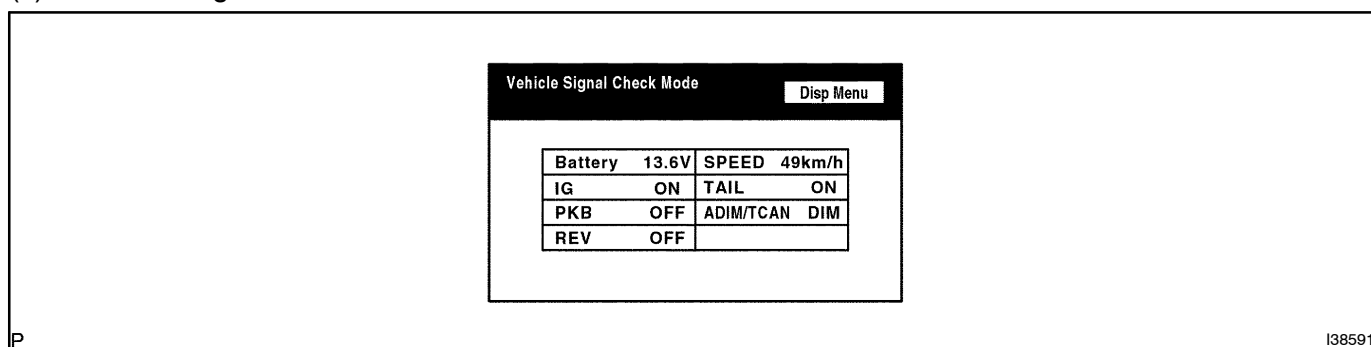 Vehicle Signal Check Mode
Disp Menu
Battery 13.6V SPEED 49km/h
IG ON TAIL ON
PKB OFF ADIM/TCAN DIM
REV OFF
P
I38591